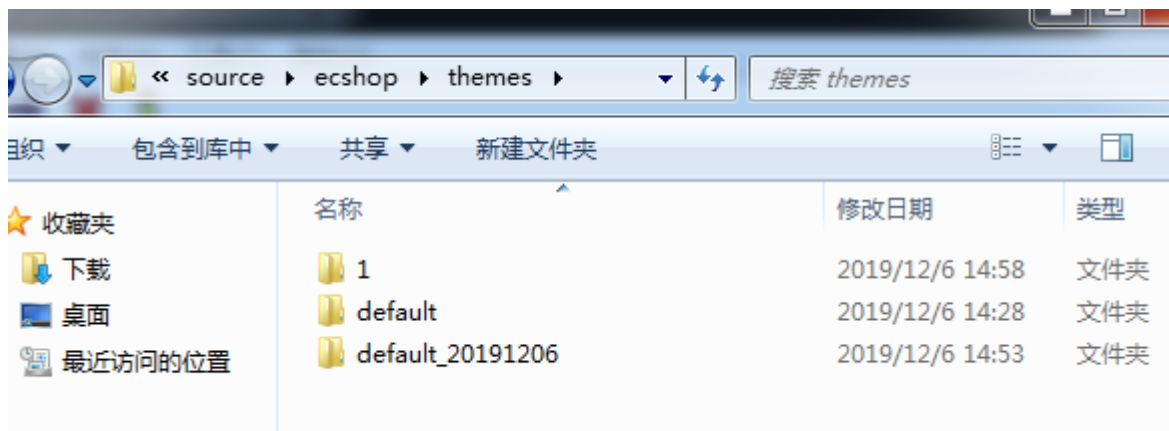 « source ▸ ecshop ▸ themes ▸ 搜索 themes
组织 包含到库中 共享 新建文件夹
名称 修改日期 类型
收藏夹
下载
桌面
最近访问的位置
1 2019/12/6 14:58 文件夹
default 2019/12/6 14:28 文件夹
default_20191206 2019/12/6 14:53 文件夹